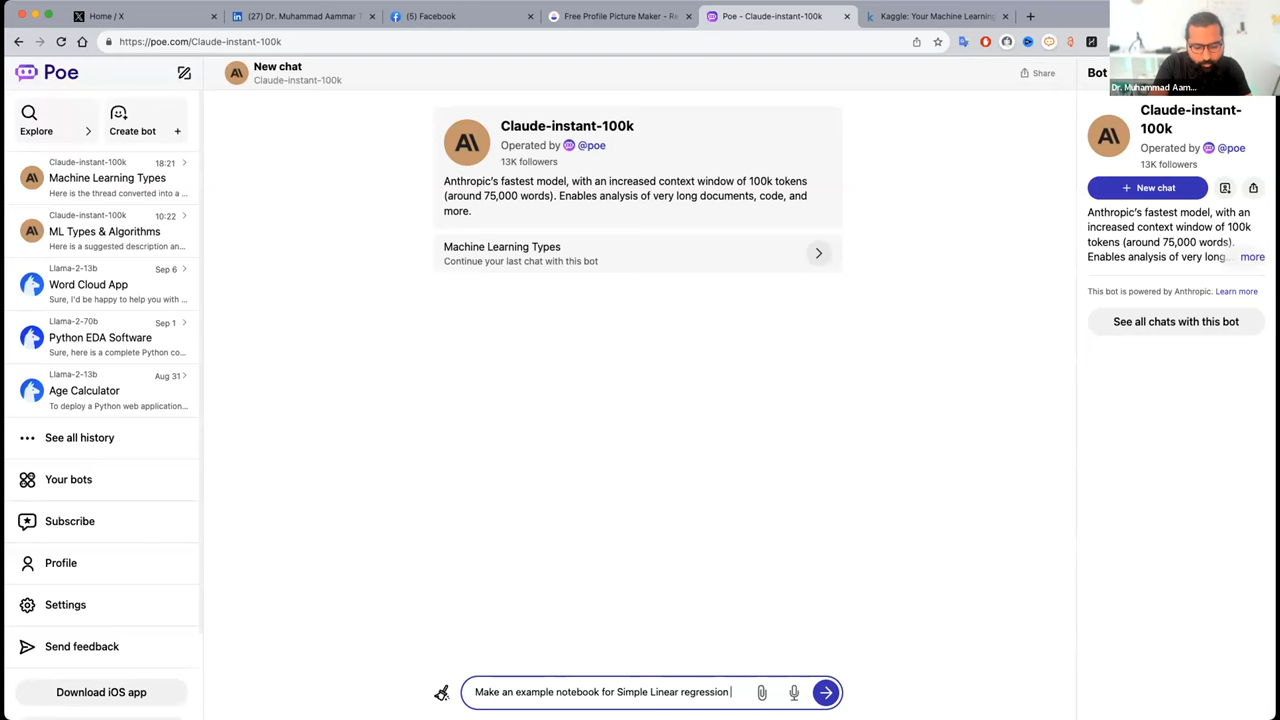 Home / X
(27) Dr. Muhammad Aammar T
(5) Facebook
Free Profile Picture Maker - Re
Poe - Claude-instant-100k
Kaggle: Your Machine Learning
https://poe.com/Claude-instant-100k
Dr. Muhammad Aam...
Poe
Explore
Create bot
Claude-instant-100k
18:21
Machine Learning Types
Here is the thread converted into a ...
Claude-instant-100k
10:22
ML Types & Algorithms
Here is a suggested description an...
Llama-2-13b
Sep 6
Word Cloud App
Sure, I'd be happy to help you with ...
Llama-2-70b
Sep 1
Python EDA Software
Sure, here is a complete Python co...
Llama-2-13b
Aug 31
Age Calculator
To deploy a Python web application...
See all history
Your bots
Subscribe
Profile
Settings
Send feedback
Download iOS app
New chat
Claude-instant-100k
Share
Claude-instant-100k
Operated by @poe
13K followers
Anthropic's fastest model, with an increased context window of 100k tokens
(around 75,000 words). Enables analysis of very long documents, code, and
more.
Machine Learning Types
Continue your last chat with this bot
Make an example notebook for Simple Linear regression
Bot
Claude-instant-
100k
Operated by @poe
13K followers
New chat
Anthropic's fastest model, with an
increased context window of 100k
tokens (around 75,000 words).
Enables analysis of very long... more
This bot is powered by Anthropic. Learn more
See all chats with this bot